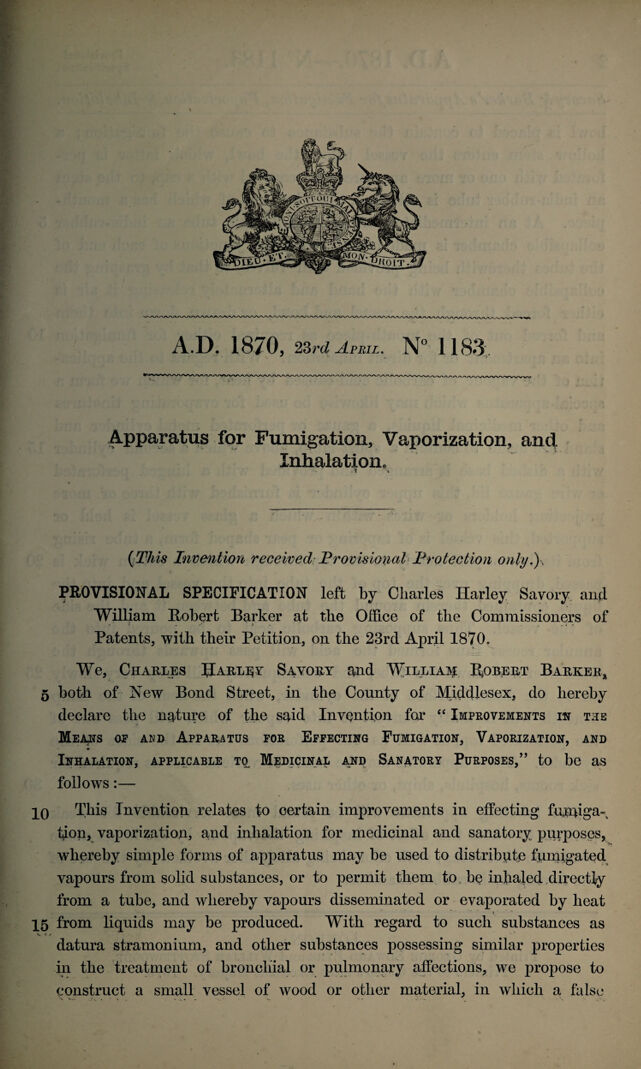 HONI SOIT QUI MAL
DIEU · ET · MON · DROIT
A.D. 1870, 23rd April. N° 1183.
Apparatus for Fumigation, Vaporization, and
Inhalation.
(This Invention received Provisional Protection only.)
PROVISIONAL SPECIFICATION left by Charles Harley Savory and
William Robert Barker at the Office of the Commissioners of
Patents, with their Petition, on the 23rd April 1870.
We, Charles Harley Savory and William Robert Barker,
5 both of New Bond Street, in the County of Middlesex, do hereby
declare the nature of the said Invention for “ Improvements in the
Means of and Apparatus for Effecting Fumigation, Vaporization, and
Inhalation, applicable to Medicinal and Sanatory Purposes,” to be as
follows :—
10 This Invention relates to certain improvements in effecting fumiga-
tion, vaporization, and inhalation for medicinal and sanatory purposes,
whereby simple forms of apparatus may be used to distribute fumigated
vapours from solid substances, or to permit them to be inhaled directly
from a tube, and whereby vapours disseminated or evaporated by heat
15 from liquids may be produced. With regard to such substances as
datura stramonium, and other substances possessing similar properties
in the treatment of bronchial or pulmonary affections, we propose to
construct a small vessel of wood or other material, in which a false